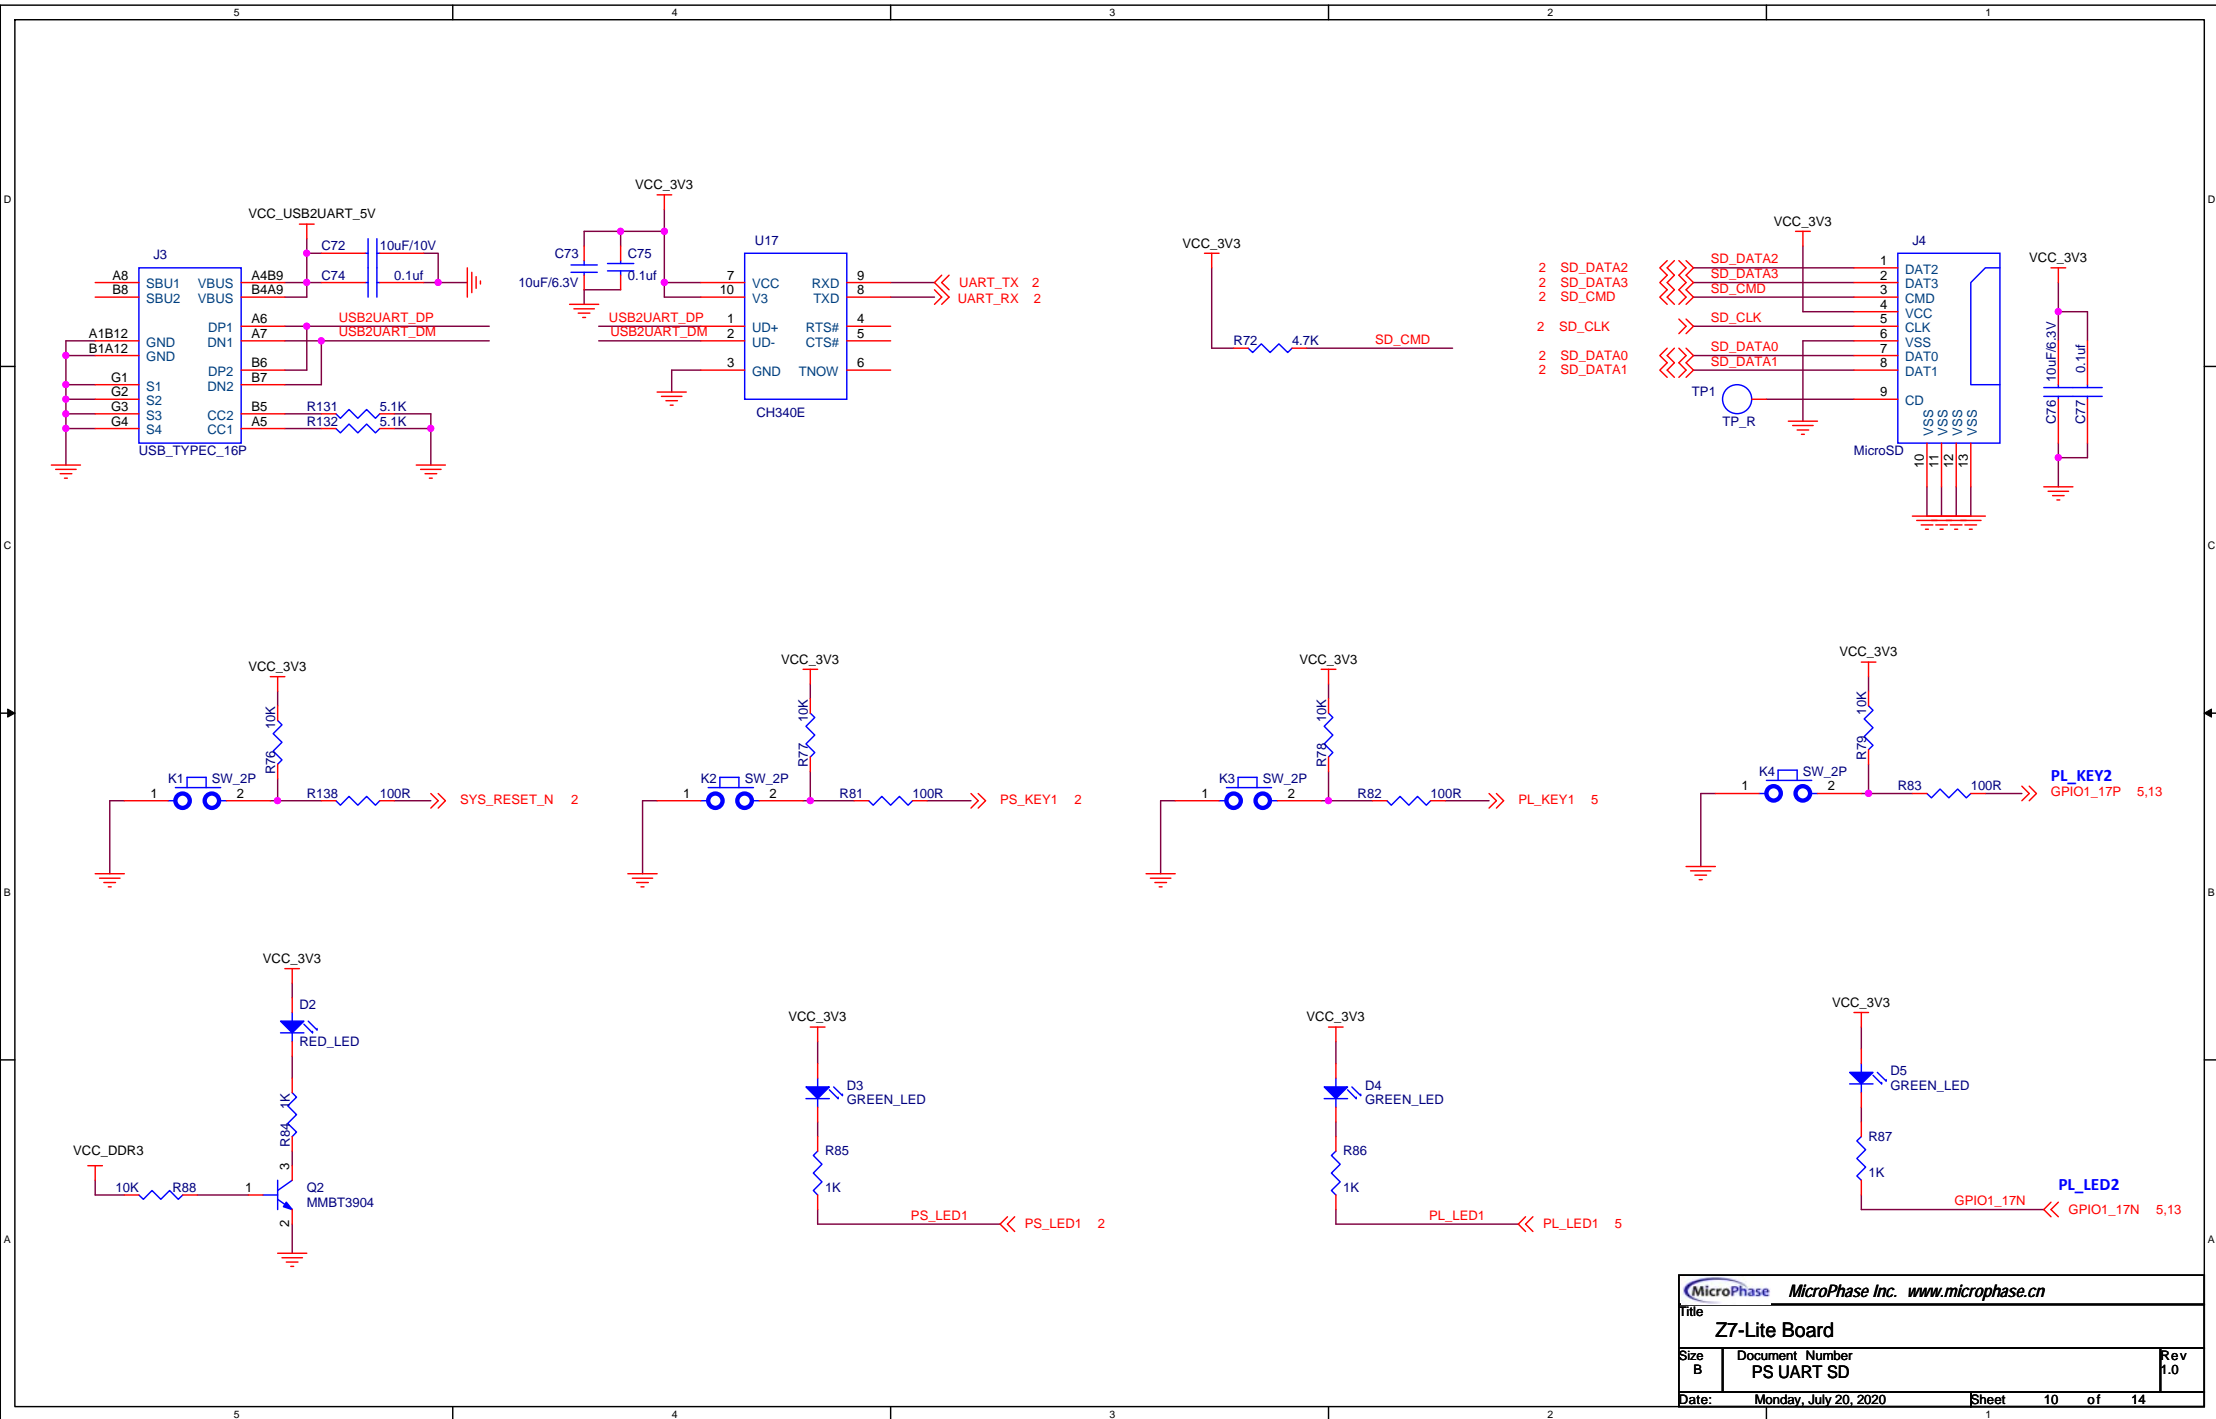 5 4 3 2 1
D D
C C
B B
A A
VCC_USB2UART_5V
C72 10uF/10V
C74 0.1uf
J3
A8 SBU1 VBUS A4B9
B8 SBU2 VBUS B4A9
DP1 A6 USB2UART_DP
A1B12 GND DN1 A7 USB2UART_DM
B1A12 GND
DP2 B6
G1 S1 DN2 B7
G2 S2
G3 S3 CC2 B5 R131 5.1K
G4 S4 CC1 A5 R132 5.1K
USB_TYPEC_16P
VCC_3V3
C73 10uF/6.3V
C75 0.1uf
U17
7 VCC RXD 9 UART_TX 2
10 V3 TXD 8 UART_RX 2
USB2UART_DP 1 UD+ RTS# 4
USB2UART_DM 2 UD- CTS# 5
3 GND TNOW 6
CH340E
VCC_3V3
R72 4.7K SD_CMD
VCC_3V3
J4
2 SD_DATA2 SD_DATA2 1 DAT2
2 SD_DATA3 SD_DATA3 2 DAT3
2 SD_CMD SD_CMD 3 CMD
4 VCC
2 SD_CLK SD_CLK 5 CLK
6 VSS
2 SD_DATA0 SD_DATA0 7 DAT0
2 SD_DATA1 SD_DATA1 8 DAT1
TP1 TP_R 9 CD
VSS VSS VSS VSS
10 11 12 13
MicroSD
VCC_3V3
C76 10uF/6.3V
C77 0.1uf
VCC_3V3
R76 10K
K1 SW_2P
1 2 R138 100R SYS_RESET_N 2
VCC_3V3
R77 10K
K2 SW_2P
1 2 R81 100R PS_KEY1 2
VCC_3V3
R78 10K
K3 SW_2P
1 2 R82 100R PL_KEY1 5
VCC_3V3
R79 10K
K4 SW_2P
1 2 R83 100R
PL_KEY2
GPIO1_17P 5,13
VCC_3V3
D2
RED_LED
R84 1K
VCC_DDR3
10K R88 1 3 2
Q2
MMBT3904
VCC_3V3
D3
GREEN_LED
R85
1K
PS_LED1 PS_LED1 2
VCC_3V3
D4
GREEN_LED
R86
1K
PL_LED1 PL_LED1 5
VCC_3V3
D5
GREEN_LED
R87
1K
PL_LED2
GPIO1_17N GPIO1_17N 5,13
MicroPhase MicroPhase Inc. www.microphase.cn
Title
Z7-Lite Board
Size Document Number Rev
B PS UART SD 1.0
Date: Monday, July 20, 2020 Sheet 10 of 14
5 4 3 2 1